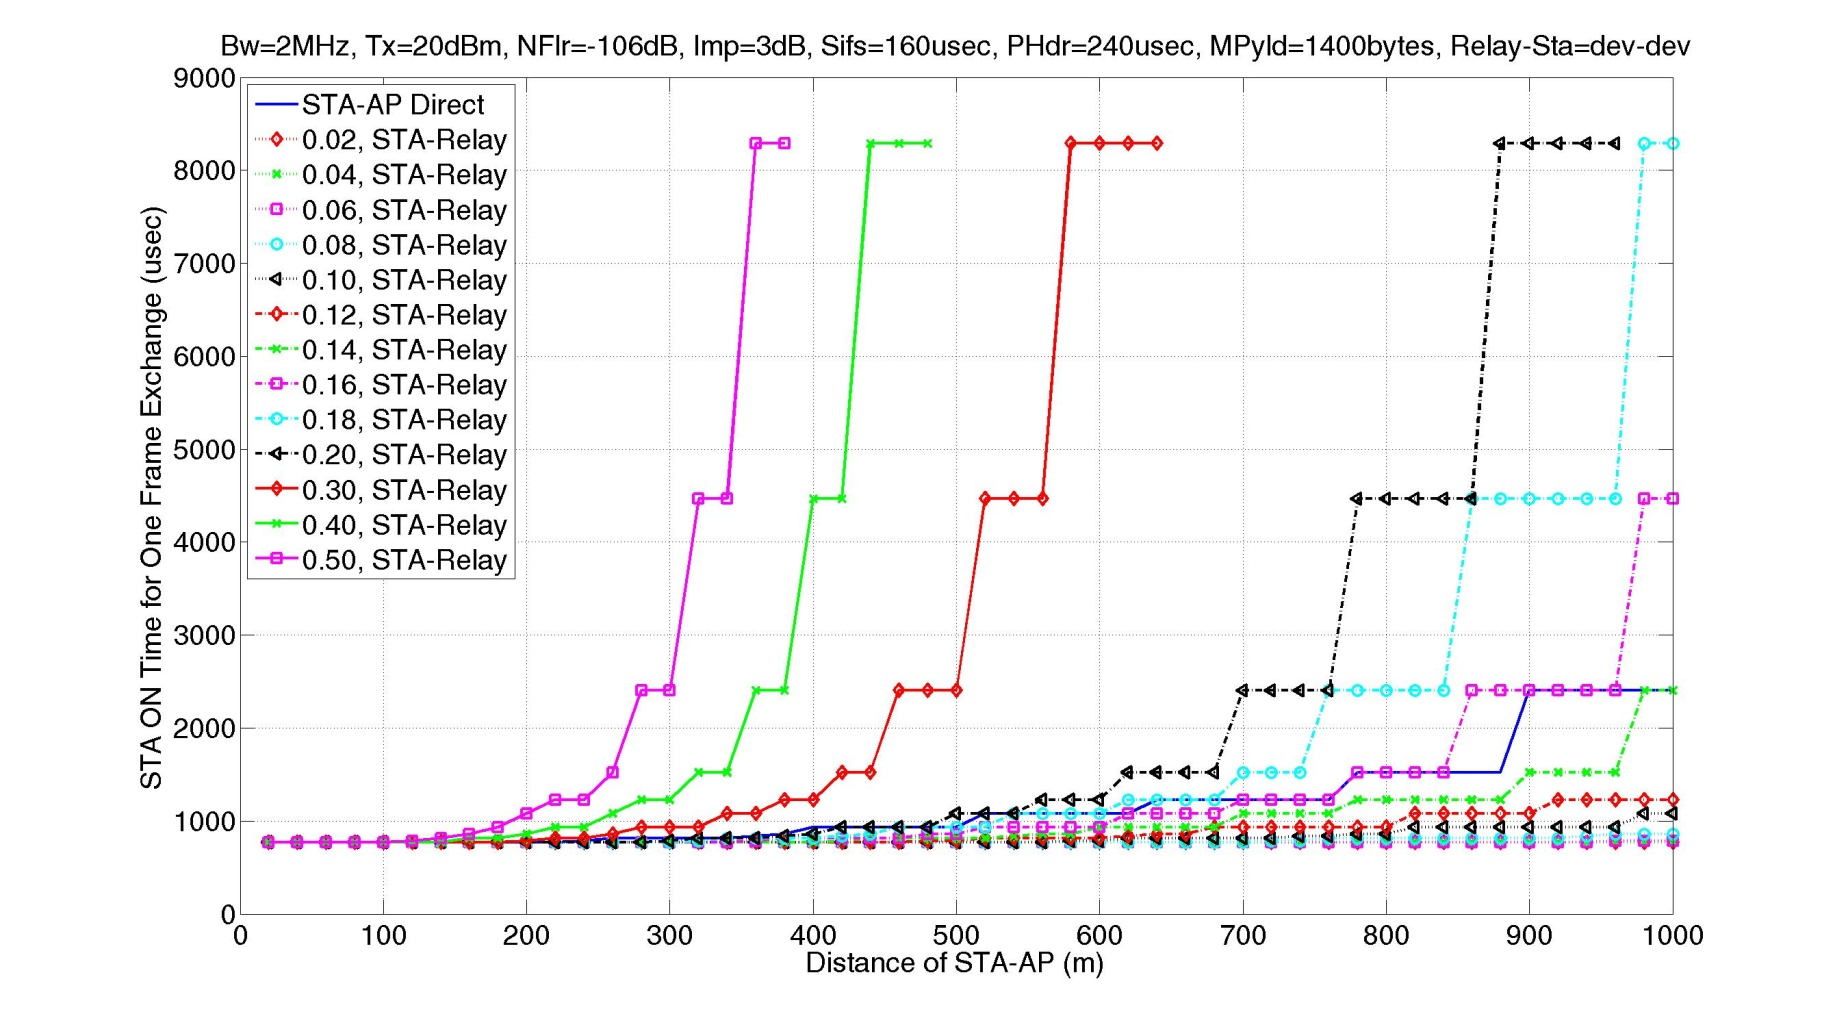 Bw=2MHz, Tx=20dBm, NFlr=-106dB, Imp=3dB, Sifs=160usec, PHdr=240usec, MPyld=1400bytes, Relay-Sta=dev-dev
STA ON Time for One Frame Exchange (usec)
9000
8000
7000
6000
5000
4000
3000
2000
1000
0
STA-AP Direct
0.02, STA-Relay
0.04, STA-Relay
0.06, STA-Relay
0.08, STA-Relay
0.10, STA-Relay
0.12, STA-Relay
0.14, STA-Relay
0.16, STA-Relay
0.18, STA-Relay
0.20, STA-Relay
0.30, STA-Relay
0.40, STA-Relay
0.50, STA-Relay
0 100 200 300 400 500 600 700 800 900 1000
Distance of STA-AP (m)